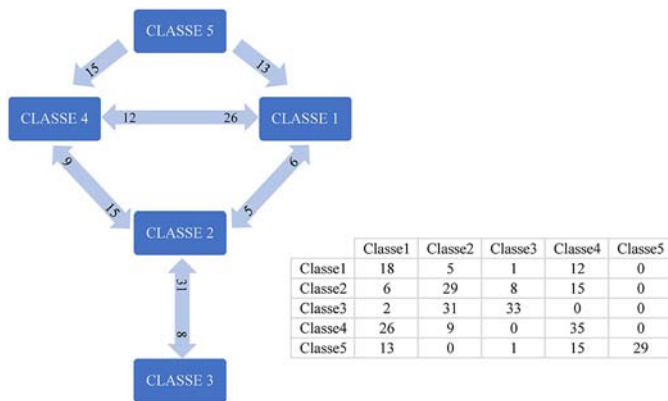 CLASSE 5
15 13
CLASSE 4 12 26 CLASSE 1
9 6
15 5
CLASSE 2
31
8
CLASSE 3
Classe1 Classe2 Classe3 Classe4 Classe5
Classe1 18 5 1 12 0
Classe2 6 29 8 15 0
Classe3 2 31 33 0 0
Classe4 26 9 0 35 0
Classe5 13 0 1 15 29